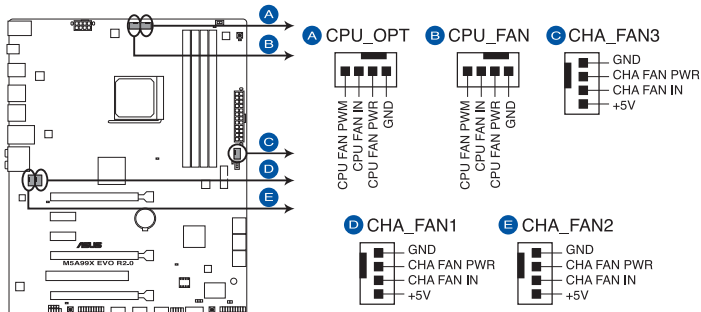 A
B
C
D
E
ASUS
M5A99X EVO R2.0
A CPU_OPT
CPU FAN PWM
CPU FAN IN
CPU FAN PWR
GND
B CPU_FAN
CPU FAN PWM
CPU FAN IN
CPU FAN PWR
GND
C CHA_FAN3
GND
CHA FAN PWR
CHA FAN IN
+5V
D CHA_FAN1
GND
CHA FAN PWR
CHA FAN IN
+5V
E CHA_FAN2
GND
CHA FAN PWR
CHA FAN IN
+5V